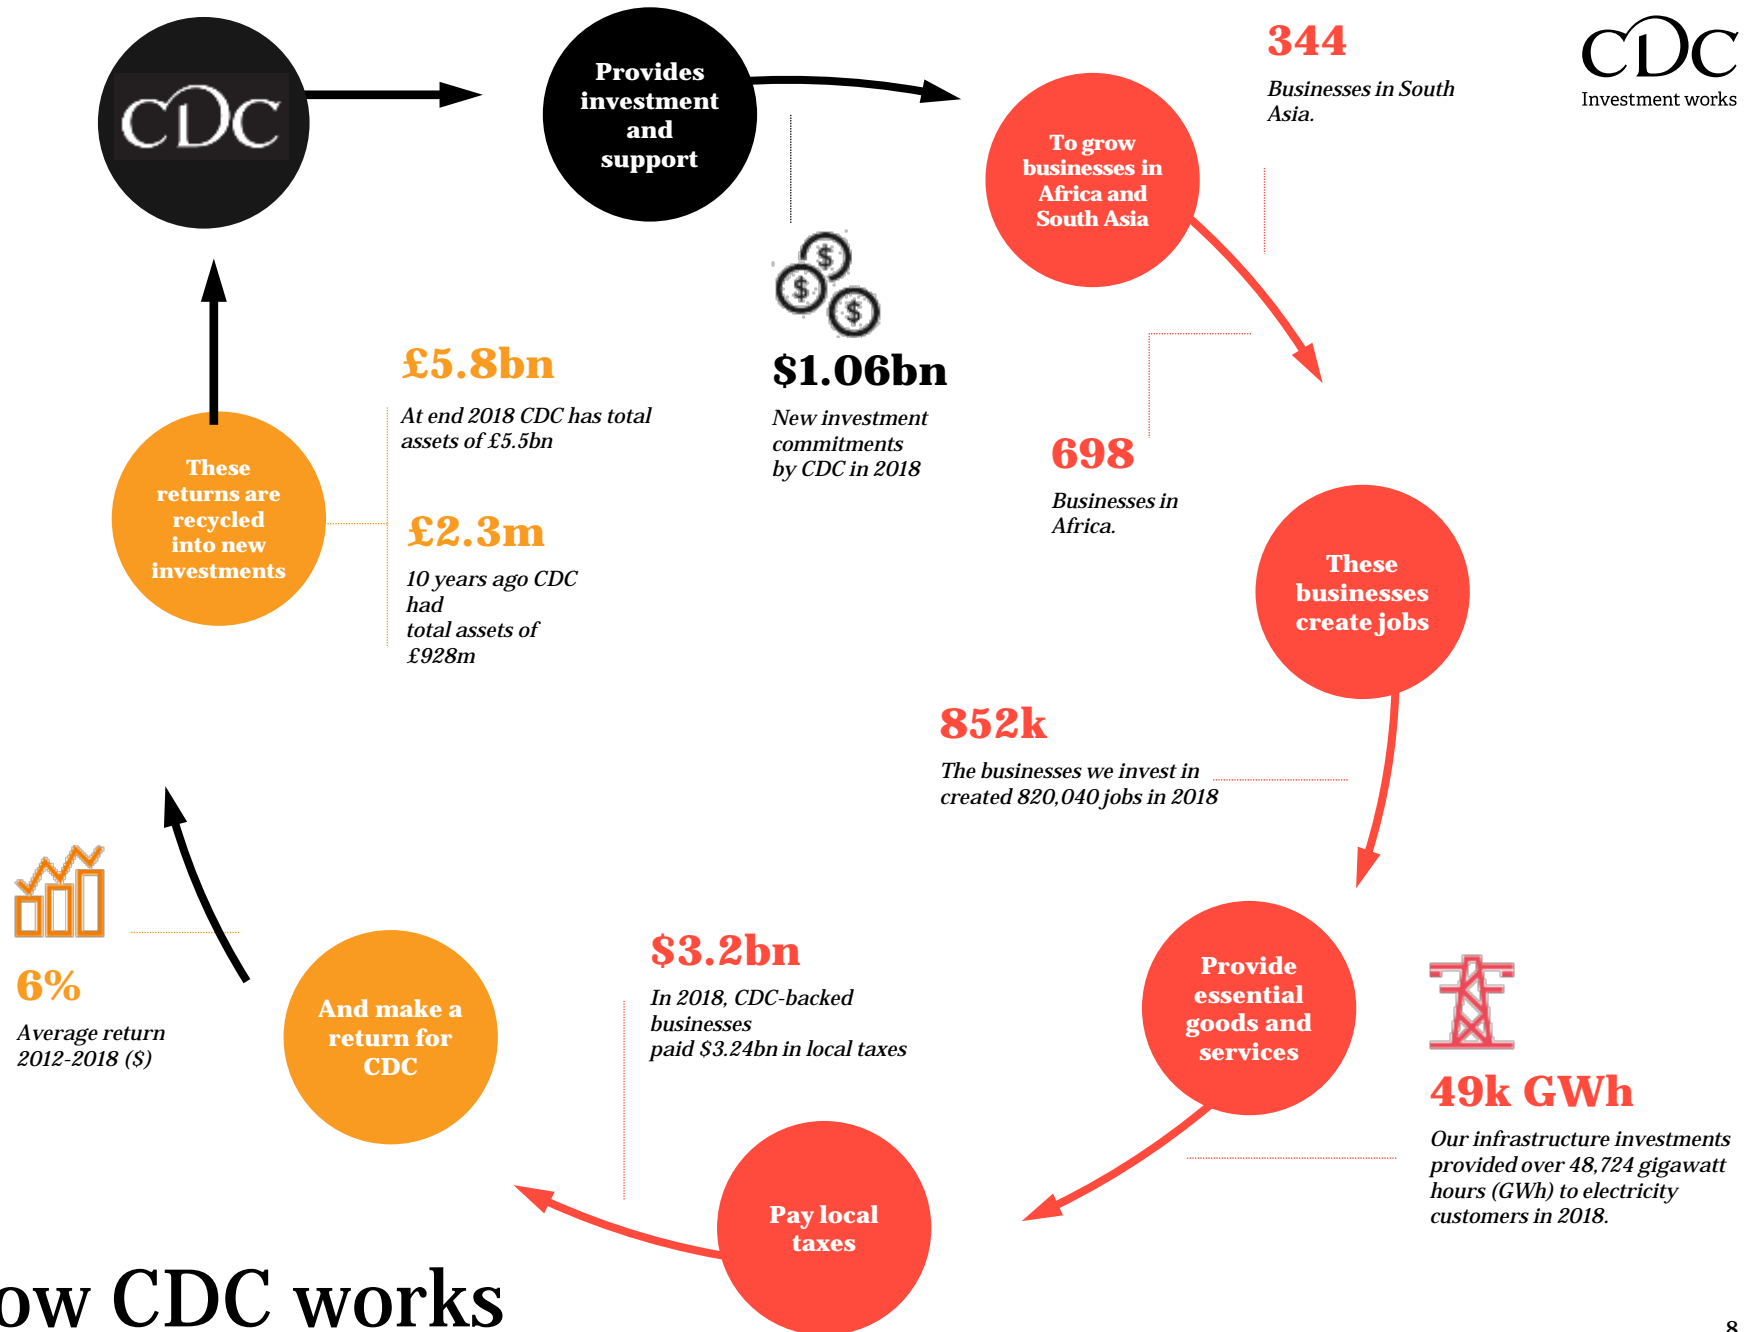 CDC
Provides
investment
and
support
To grow
businesses in
Africa and
South Asia
344
Businesses in South
Asia.
CDC
Investment works
$ $ $
$1.06bn
New investment
commitments
by CDC in 2018
698
Businesses in
Africa.
These
businesses
create jobs
852k
The businesses we invest in
created 820,040 jobs in 2018
Provide
essential
goods and
services
49k GWh
Our infrastructure investments
provided over 48,724 gigawatt
hours (GWh) to electricity
customers in 2018.
Pay local
taxes
$3.2bn
In 2018, CDC-backed
businesses
paid $3.24bn in local taxes
And make a
return for
CDC
6%
Average return
2012-2018 ($)
These
returns are
recycled
into new
investments
£5.8bn
At end 2018 CDC has total
assets of £5.5bn
£2.3m
10 years ago CDC
had
total assets of
£928m
ow CDC works
8